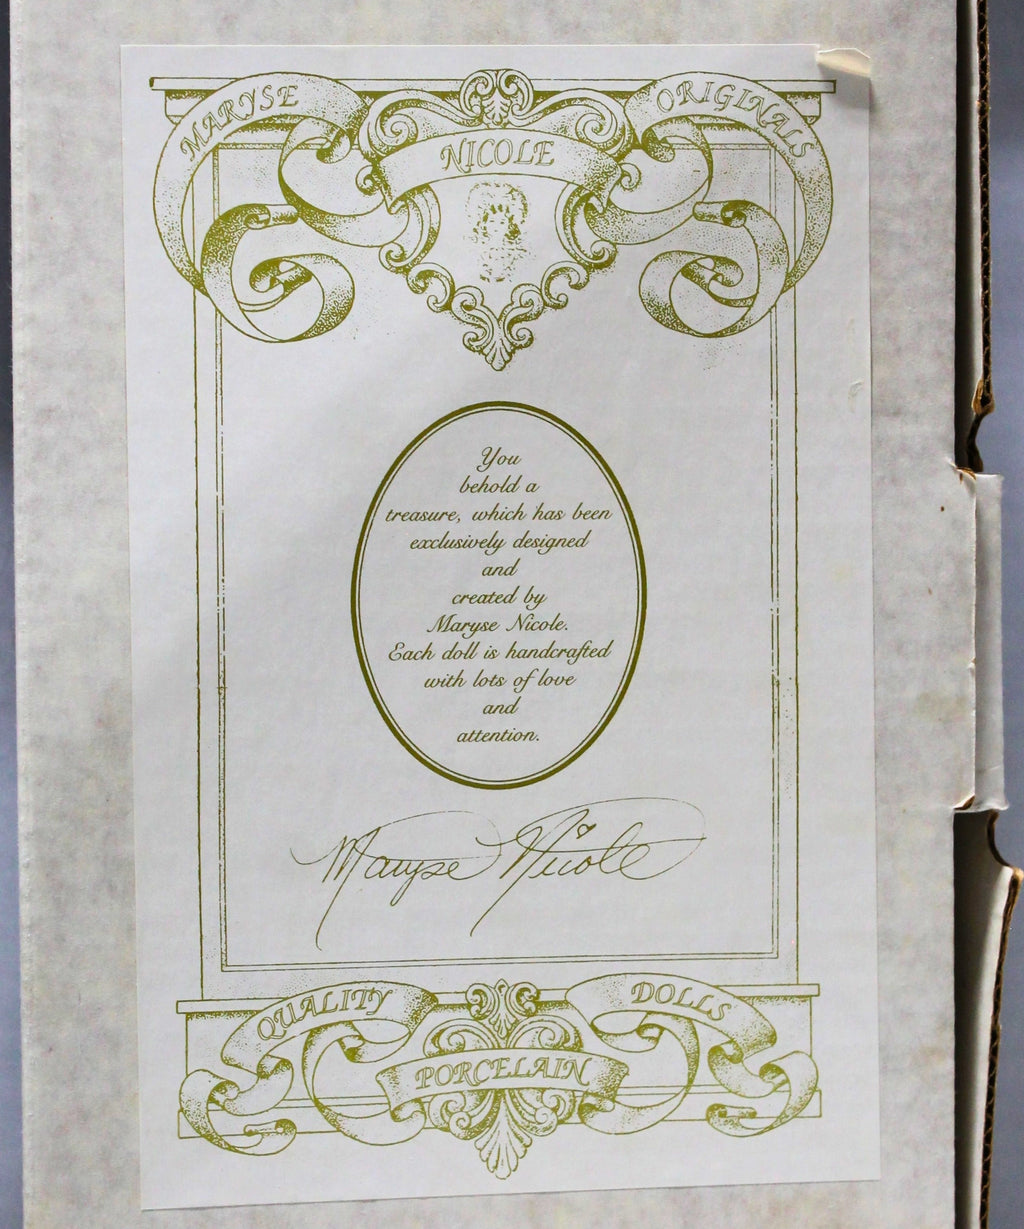 MARYSE
NICOLE
ORIGINALS
You
behold a
treasure, which has been
exclusively designed
and
created by
Maryse Nicole.
Each doll is handcrafted
with lots of love
and
attention.
Maryse Nicole
QUALITY
PORCELAIN
DOLLS